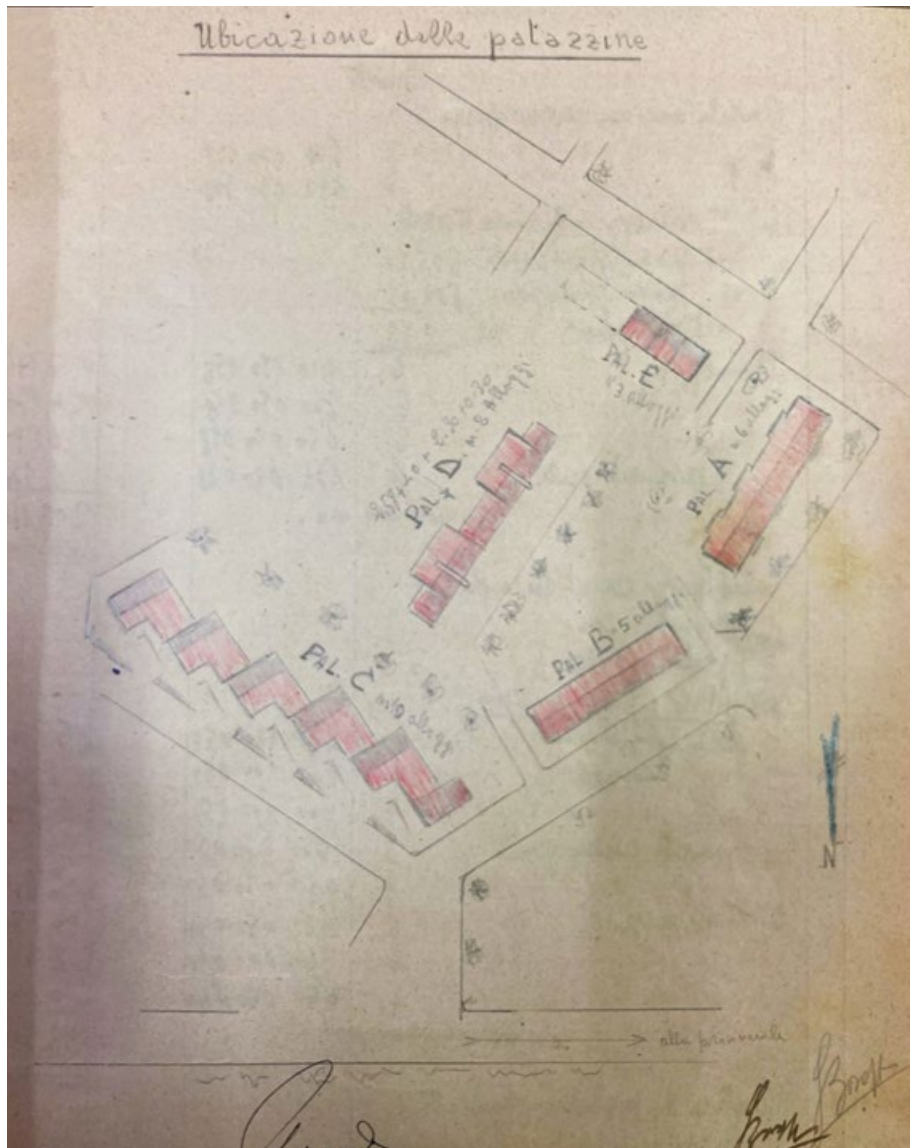 Ubicazione delle palazzine
PAL. E
n 3 alloggi
PAL A n 6 alloggi
PAL. D. n. 5 Alloggi
PAL B - 5 alloggi
PAL. C
n 10 alloggi
N
alla provinciale